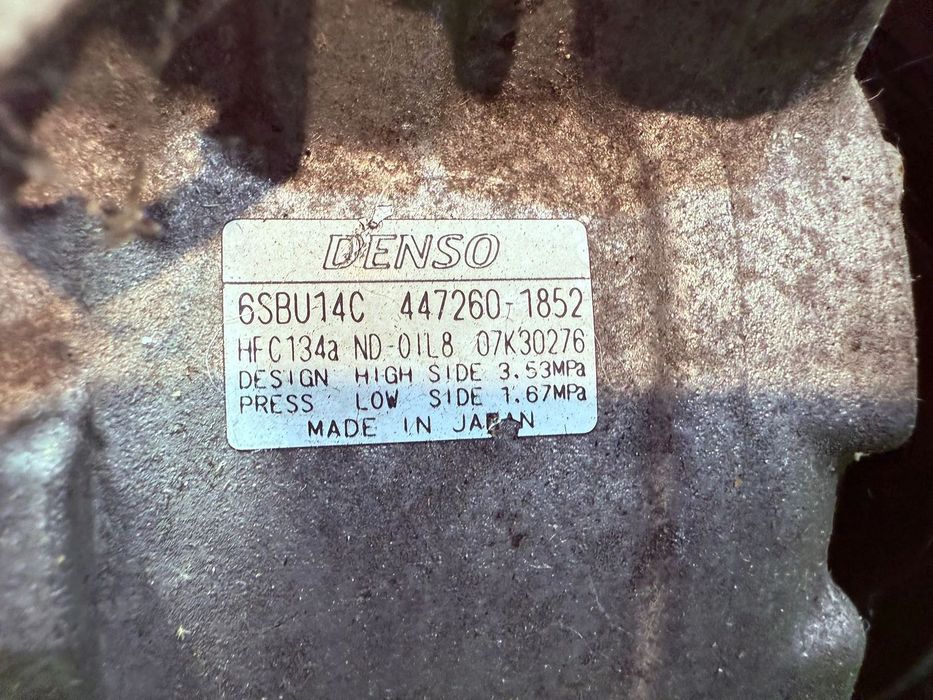 DENSO
6SBU14C 447260-1852
HFC134a ND-OIL8 07K30276
DESIGN HIGH SIDE 3.53MPa
PRESS LOW SIDE 1.67MPa
MADE IN JAPAN